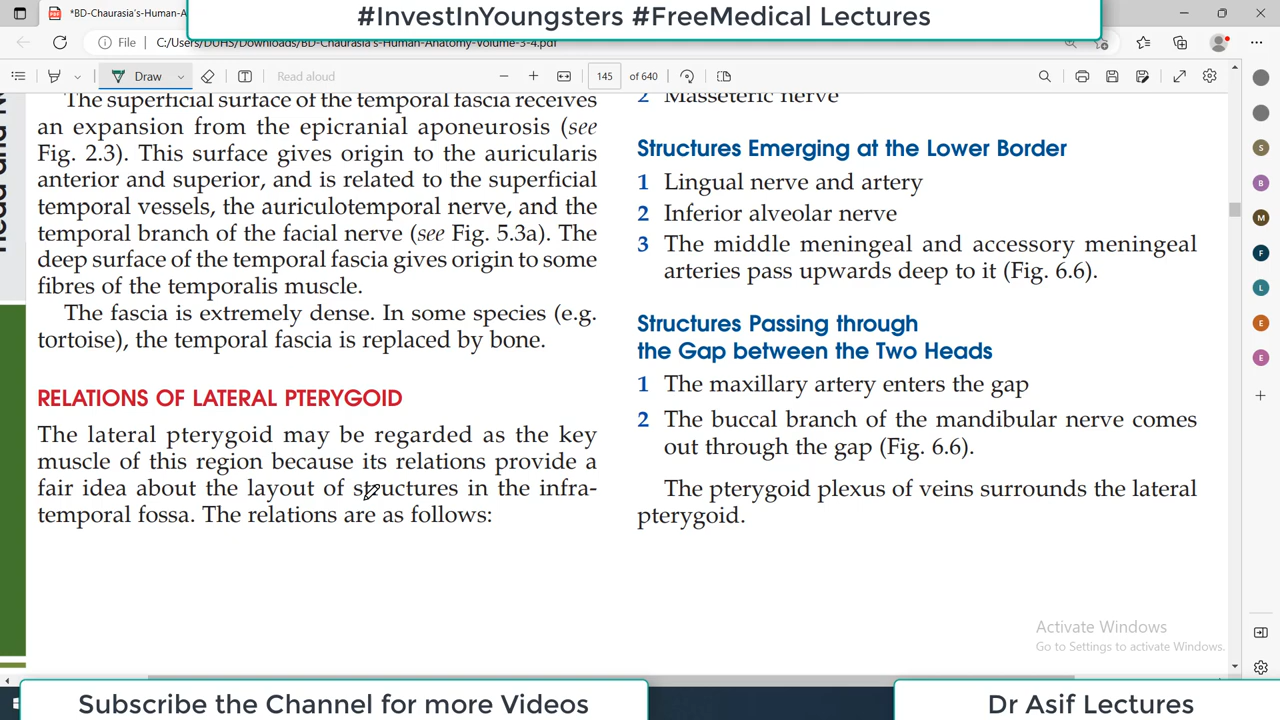 #InvestInYoungsters #FreeMedical Lectures
*BD-Chaurasia's-Human-A
File
C:/Users/DUHS/Downloads/BD-Chaurasia's-Human-Anatomy-Volume-3-4.pdf
Draw
Read aloud
145
of 640
The superficial surface of the temporal fascia receives
an expansion from the epicranial aponeurosis (see
Fig. 2.3). This surface gives origin to the auricularis
anterior and superior, and is related to the superficial
temporal vessels, the auriculotemporal nerve, and the
temporal branch of the facial nerve (see Fig. 5.3a). The
deep surface of the temporal fascia gives origin to some
fibres of the temporalis muscle.
The fascia is extremely dense. In some species (e.g.
tortoise), the temporal fascia is replaced by bone.
RELATIONS OF LATERAL PTERYGOID
The lateral pterygoid may be regarded as the key
muscle of this region because its relations provide a
fair idea about the layout of structures in the infra-
temporal fossa. The relations are as follows:
2 Masseteric nerve
Structures Emerging at the Lower Border
1 Lingual nerve and artery
2 Inferior alveolar nerve
3 The middle meningeal and accessory meningeal
arteries pass upwards deep to it (Fig. 6.6).
Structures Passing through
the Gap between the Two Heads
1 The maxillary artery enters the gap
2 The buccal branch of the mandibular nerve comes
out through the gap (Fig. 6.6).
The pterygoid plexus of veins surrounds the lateral
pterygoid.
S
B
M
F
L
E
E
Activate Windows
Go to Settings to activate Windows.
Subscribe the Channel for more Videos
Dr Asif Lectures